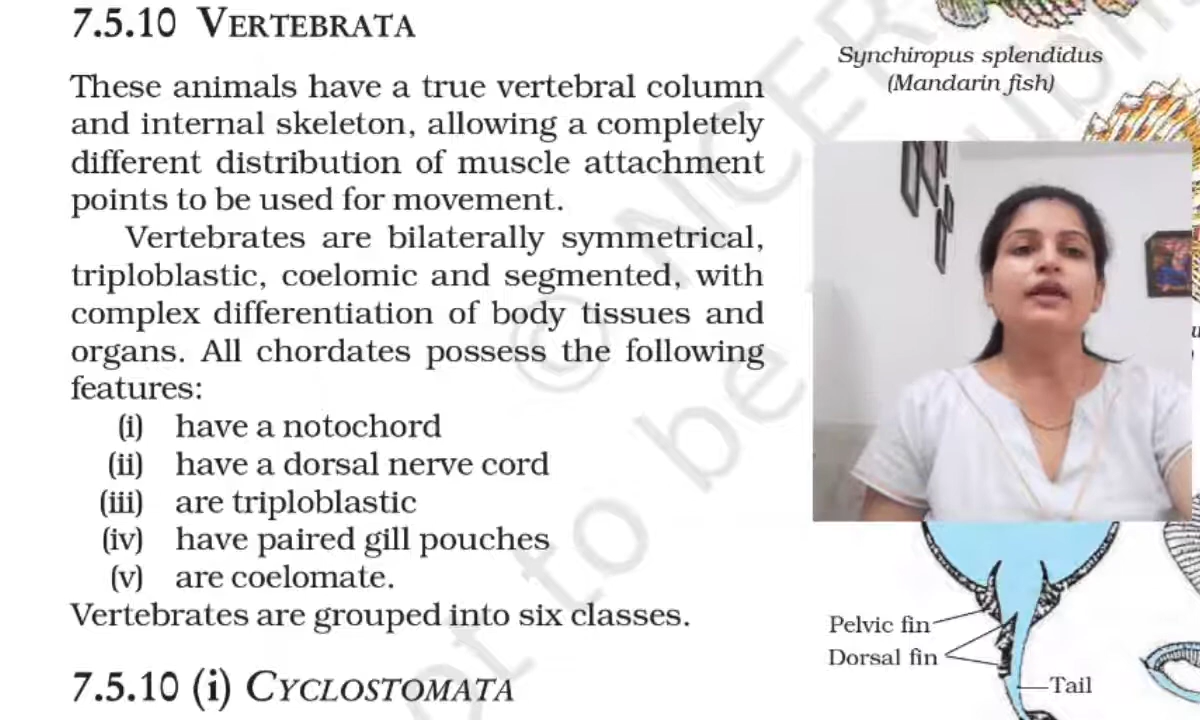 7.5.10 VERTEBRATA
These animals have a true vertebral column
and internal skeleton, allowing a completely
different distribution of muscle attachment
points to be used for movement.
Vertebrates are bilaterally symmetrical,
triploblastic, coelomic and segmented, with
complex differentiation of body tissues and
organs. All chordates possess the following
features:
(i) have a notochord
(ii) have a dorsal nerve cord
(iii) are triploblastic
(iv) have paired gill pouches
(v) are coelomate.
Vertebrates are grouped into six classes.
7.5.10 (i) CYCLOSTOMATA
Synchiropus splendidus
(Mandarin fish)
Pelvic fin
Dorsal fin
Tail
© NCER
to be